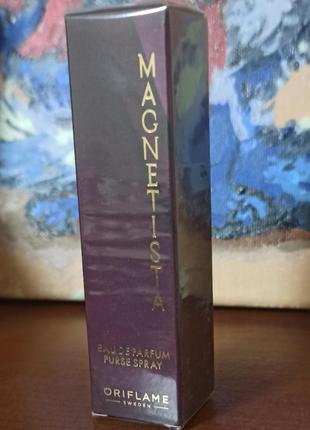 MAGNETISTA
EAU DE PARFUM
PURSE SPRAY
ORIFLAME
SWEDEN